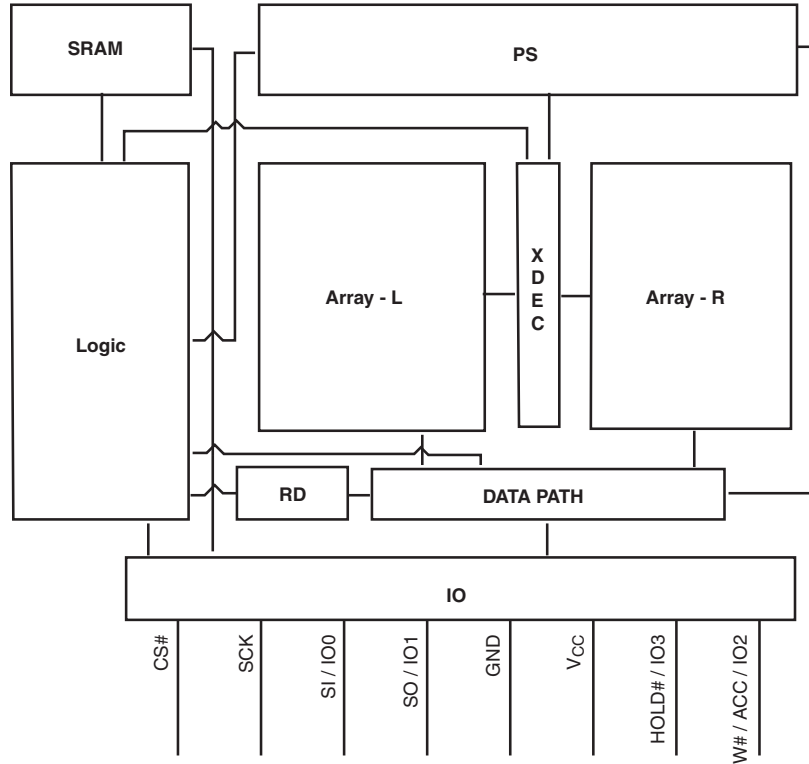 SRAM
PS
X
D
E
C
Array - L
Array - R
Logic
RD
DATA PATH
IO
CS#
SCK
SI / IO0
SO / IO1
GND
VCC
HOLD# / IO3
W# / ACC / IO2